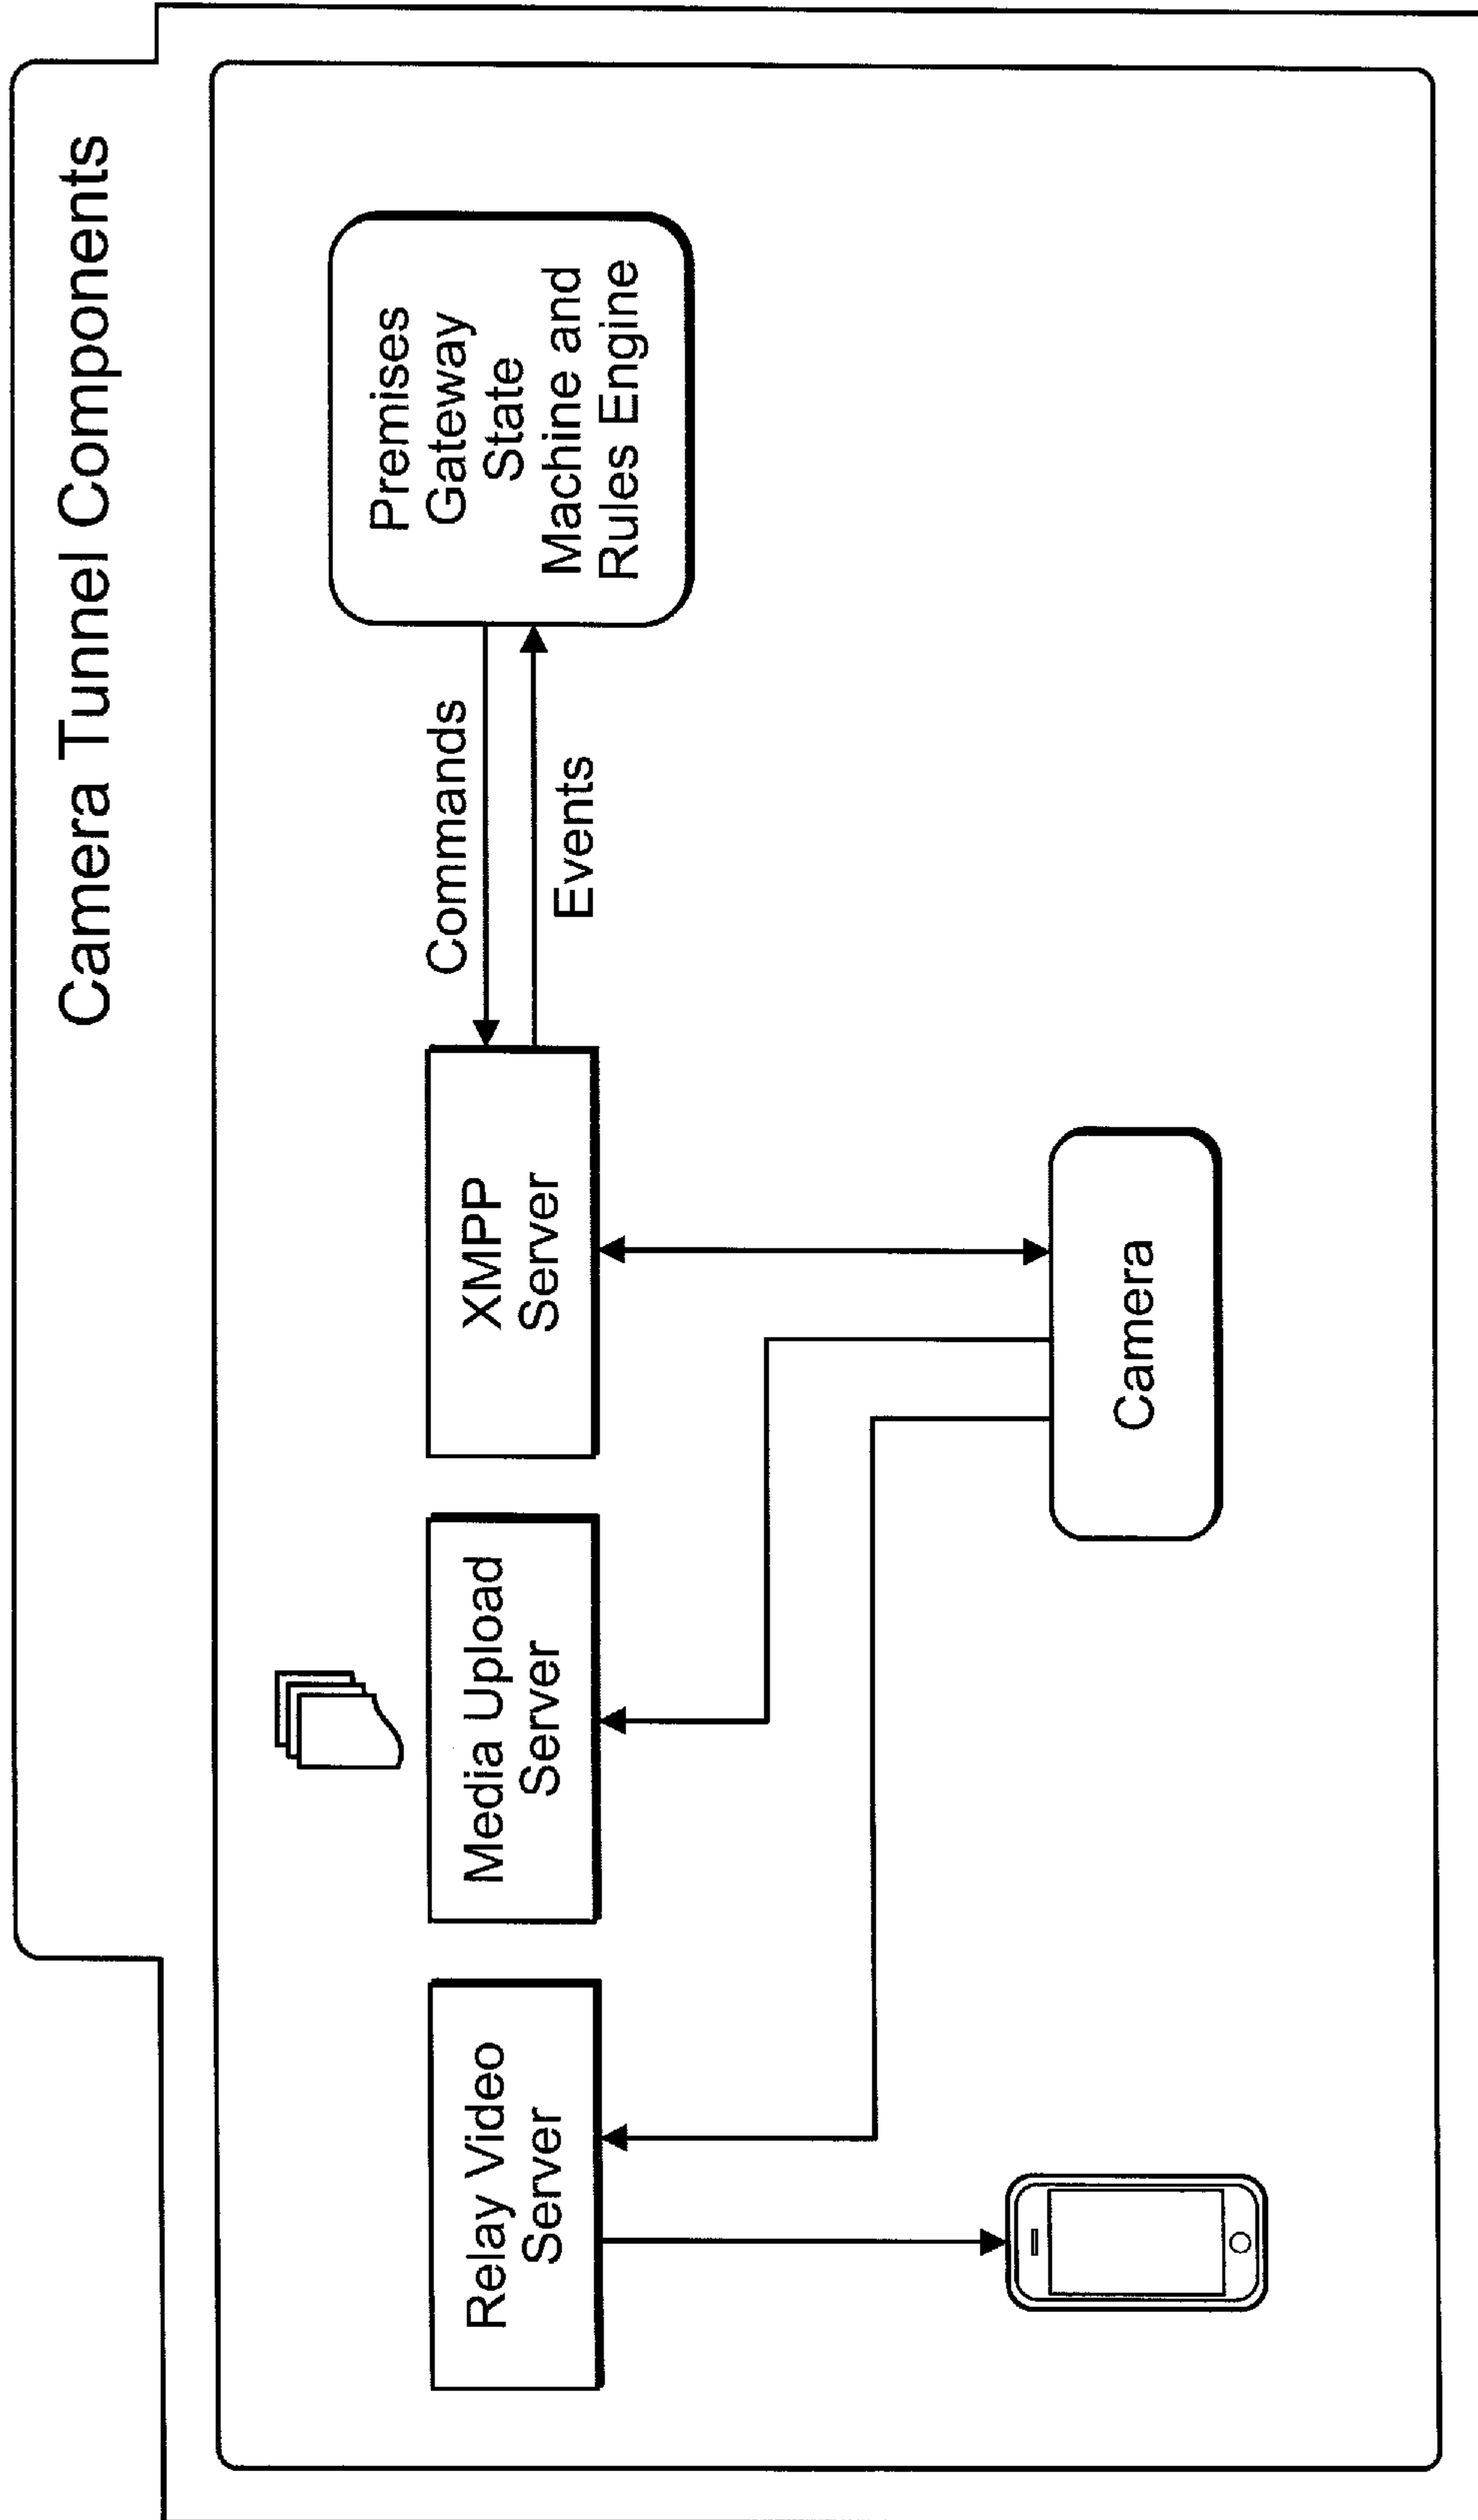 Camera Tunnel Components
Relay Video
Server
Media Upload
Server
XMPP
Server
Commands
Events
Premises
Gateway
State
Machine and
Rules Engine
Camera